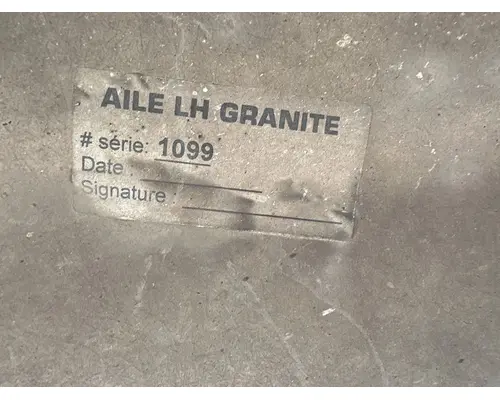 AILE LH GRANITE
# série: 1099
Date :
Signature :